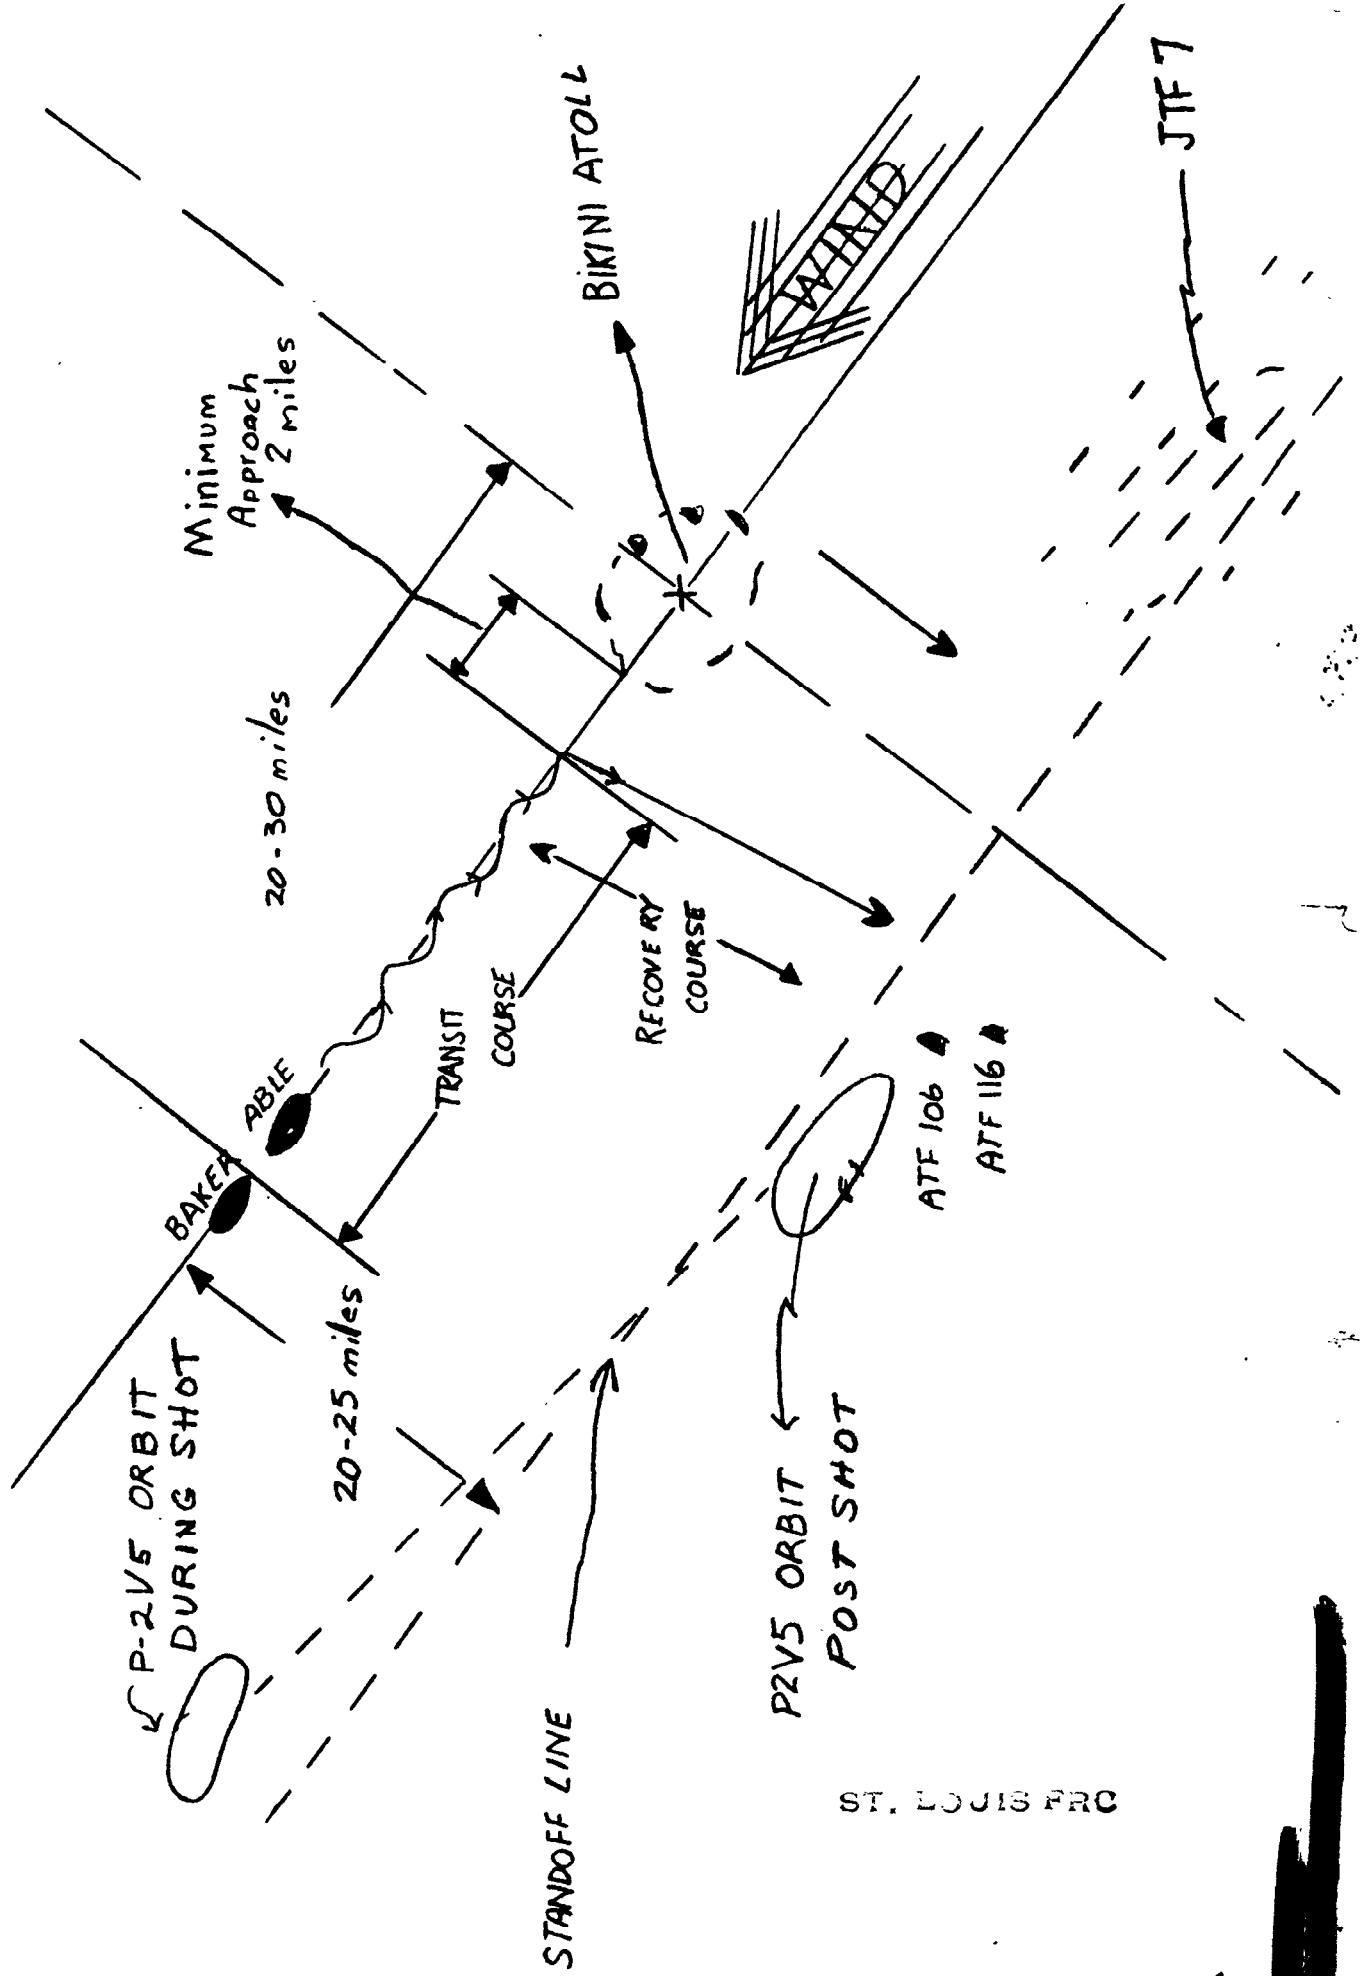 Minimum
Approach
2 miles
BIKINI ATOLL
WIND
JTF 7
20-30 miles
ABLE
BAKER
TRANSIT
COURSE
RECOVERY
COURSE
ATF 106
ATF 116
20-25 miles
P-2V5 ORBIT
DURING SHOT
P2V5 ORBIT
POST SHOT
STANDOFF LINE
ST. LOUIS FRC